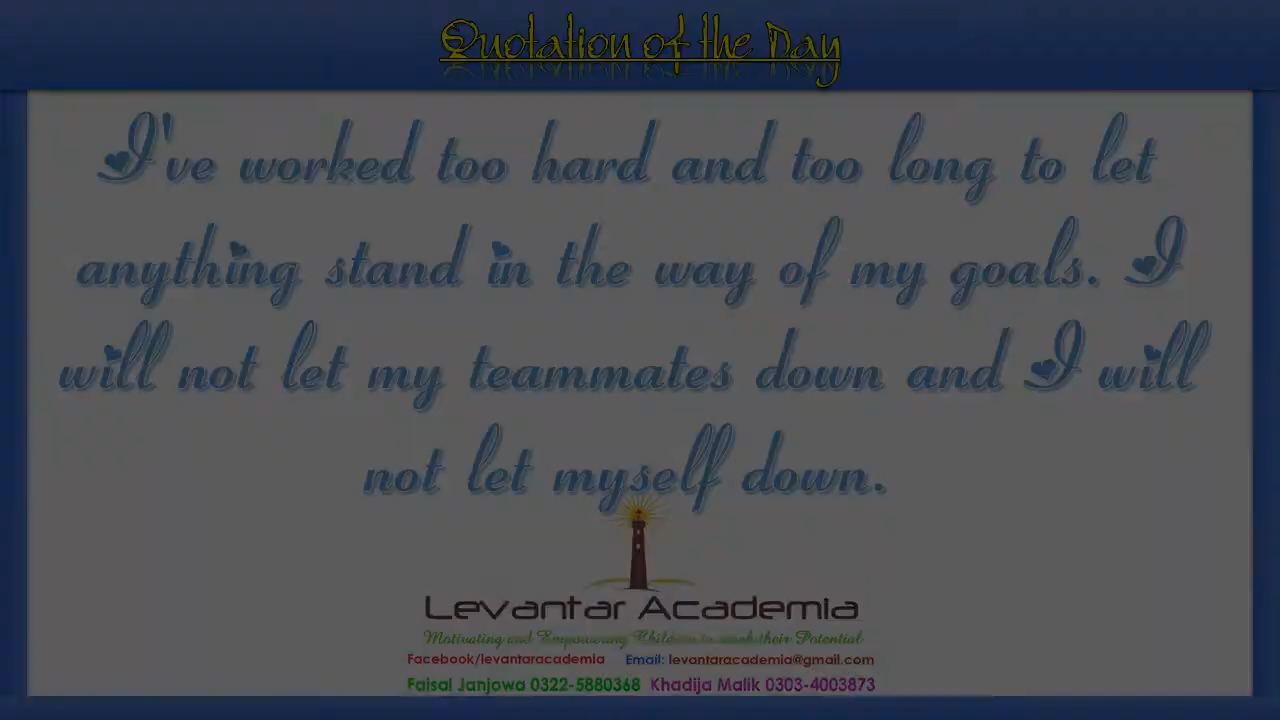 Quotation of the Day
I've worked too hard and too long to let
anything stand in the way of my goals. I
will not let my teammates down and I will
not let myself down.
Levantar Academia
Motivating and Empowering Children to reach their Potential
Facebook/levantaracademia Email: levantaracademia@gmail.com
Faisal Janjowa 0322-5880368 Khadija Malik 0303-4003873